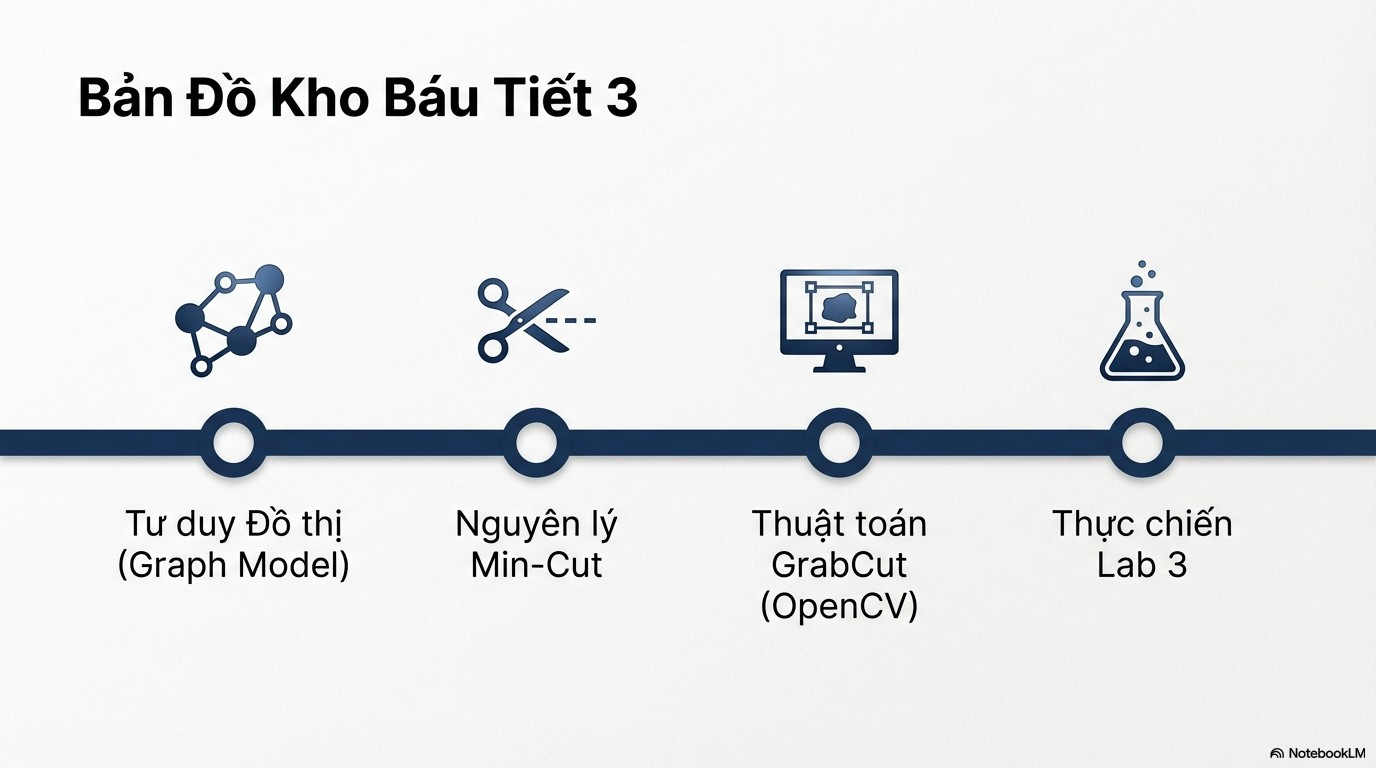 Bản Đồ Kho Báu Tiết 3
Tư duy Đồ thị
(Graph Model)
Nguyên lý
Min-Cut
Thuật toán
GrabCut
(OpenCV)
Thực chiến
Lab 3
NotebookLM